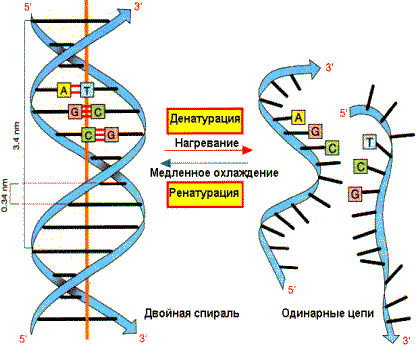 5'
3'
A
T
G
C
C
G
3.4 nm
0.34 nm
5'
3'
Двойная спираль
Денатурация
Нагревание
Медленное охлаждение
Ренатурация
3'
A
G
C
5'
5'
T
C
G
3'
Одинарные цепи